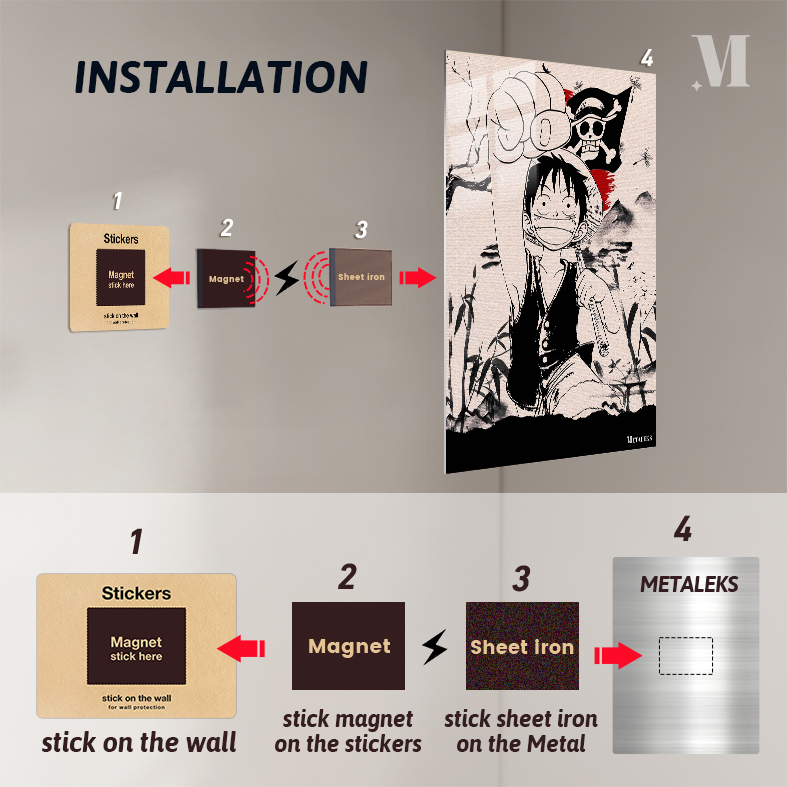 INSTALLATION
M
4
1
2
3
Stickers
Magnet
stick here
stick on the wall
for wall protection
Magnet
Sheet iron
METALEKS
1
2
3
4
Stickers
Magnet
stick here
stick on the wall
for wall protection
Magnet
Sheet iron
METALEKS
stick on the wall
stick magnet
on the stickers
stick sheet iron
on the Metal